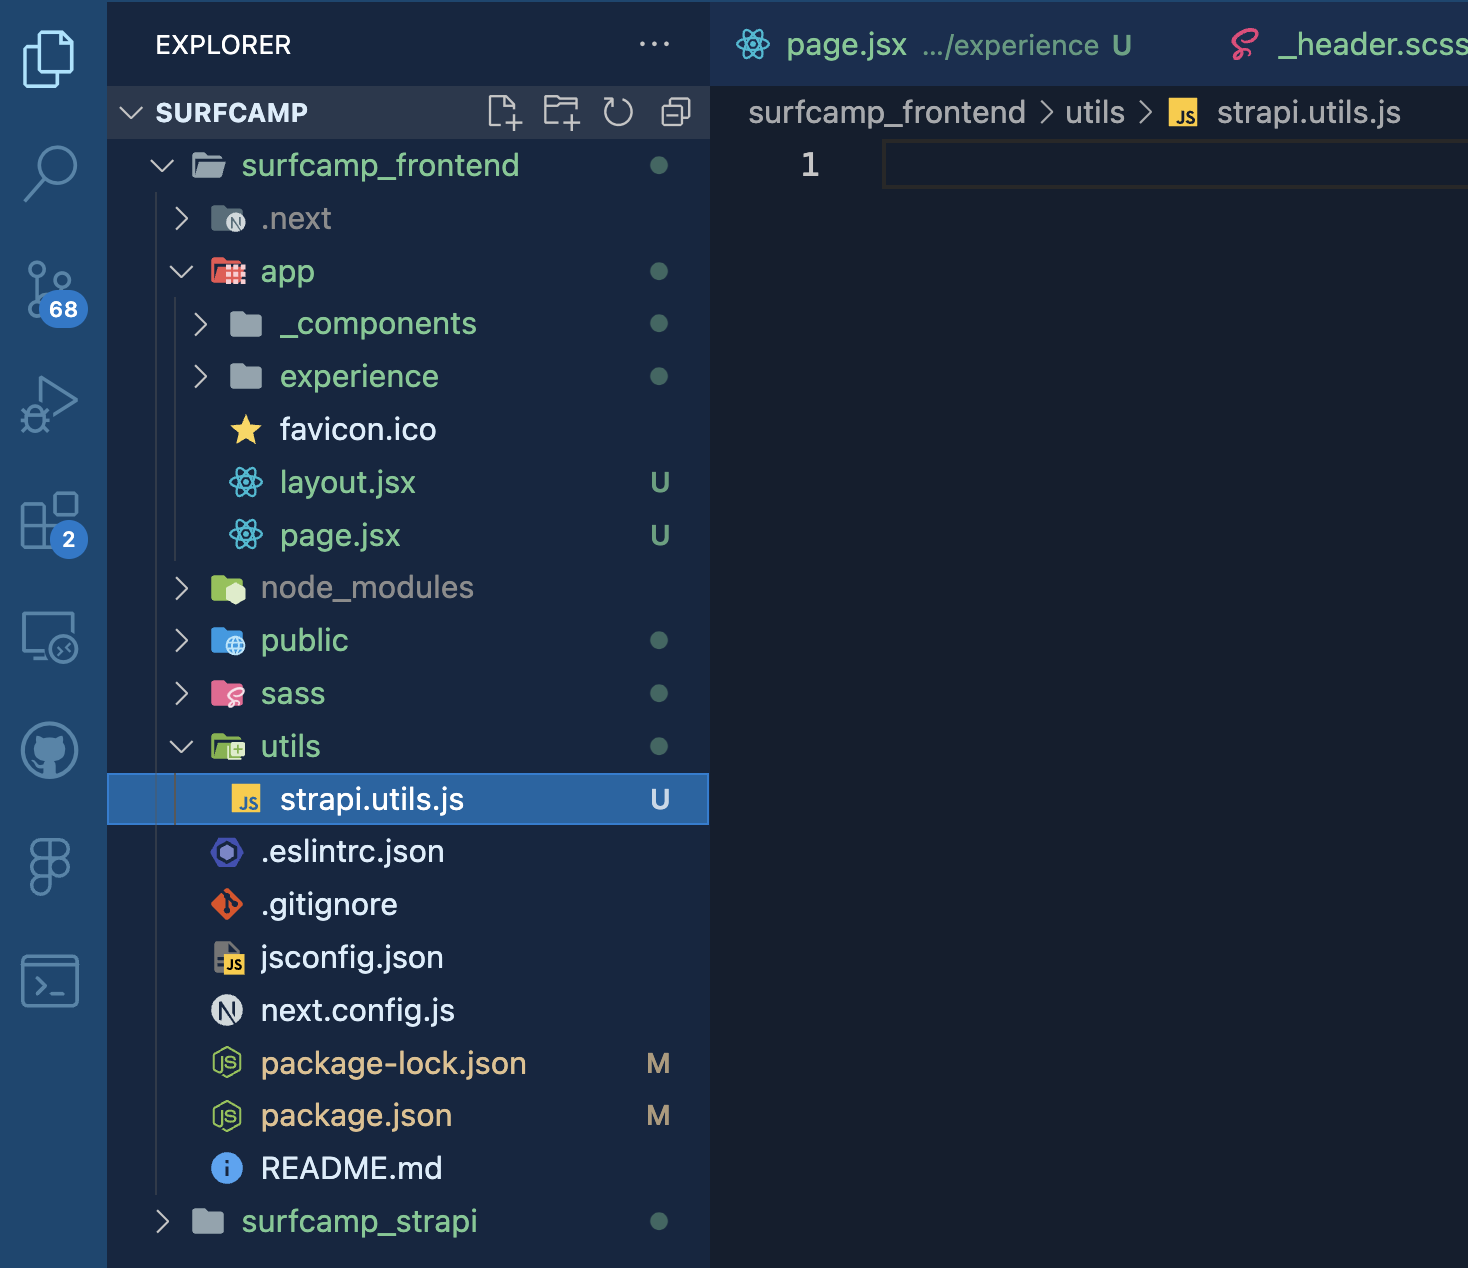 EXPLORER
SURFCAMP
surfcamp_frontend
.next
app
_components
experience
favicon.ico
layout.jsx U
page.jsx U
node_modules
public
sass
utils
strapi.utils.js U
.eslintrc.json
.gitignore
jsconfig.json
next.config.js
package-lock.json M
package.json M
README.md
surfcamp_strapi
68
2
page.jsx .../experience U
_header.scss
surfcamp_frontend > utils > JS strapi.utils.js
1